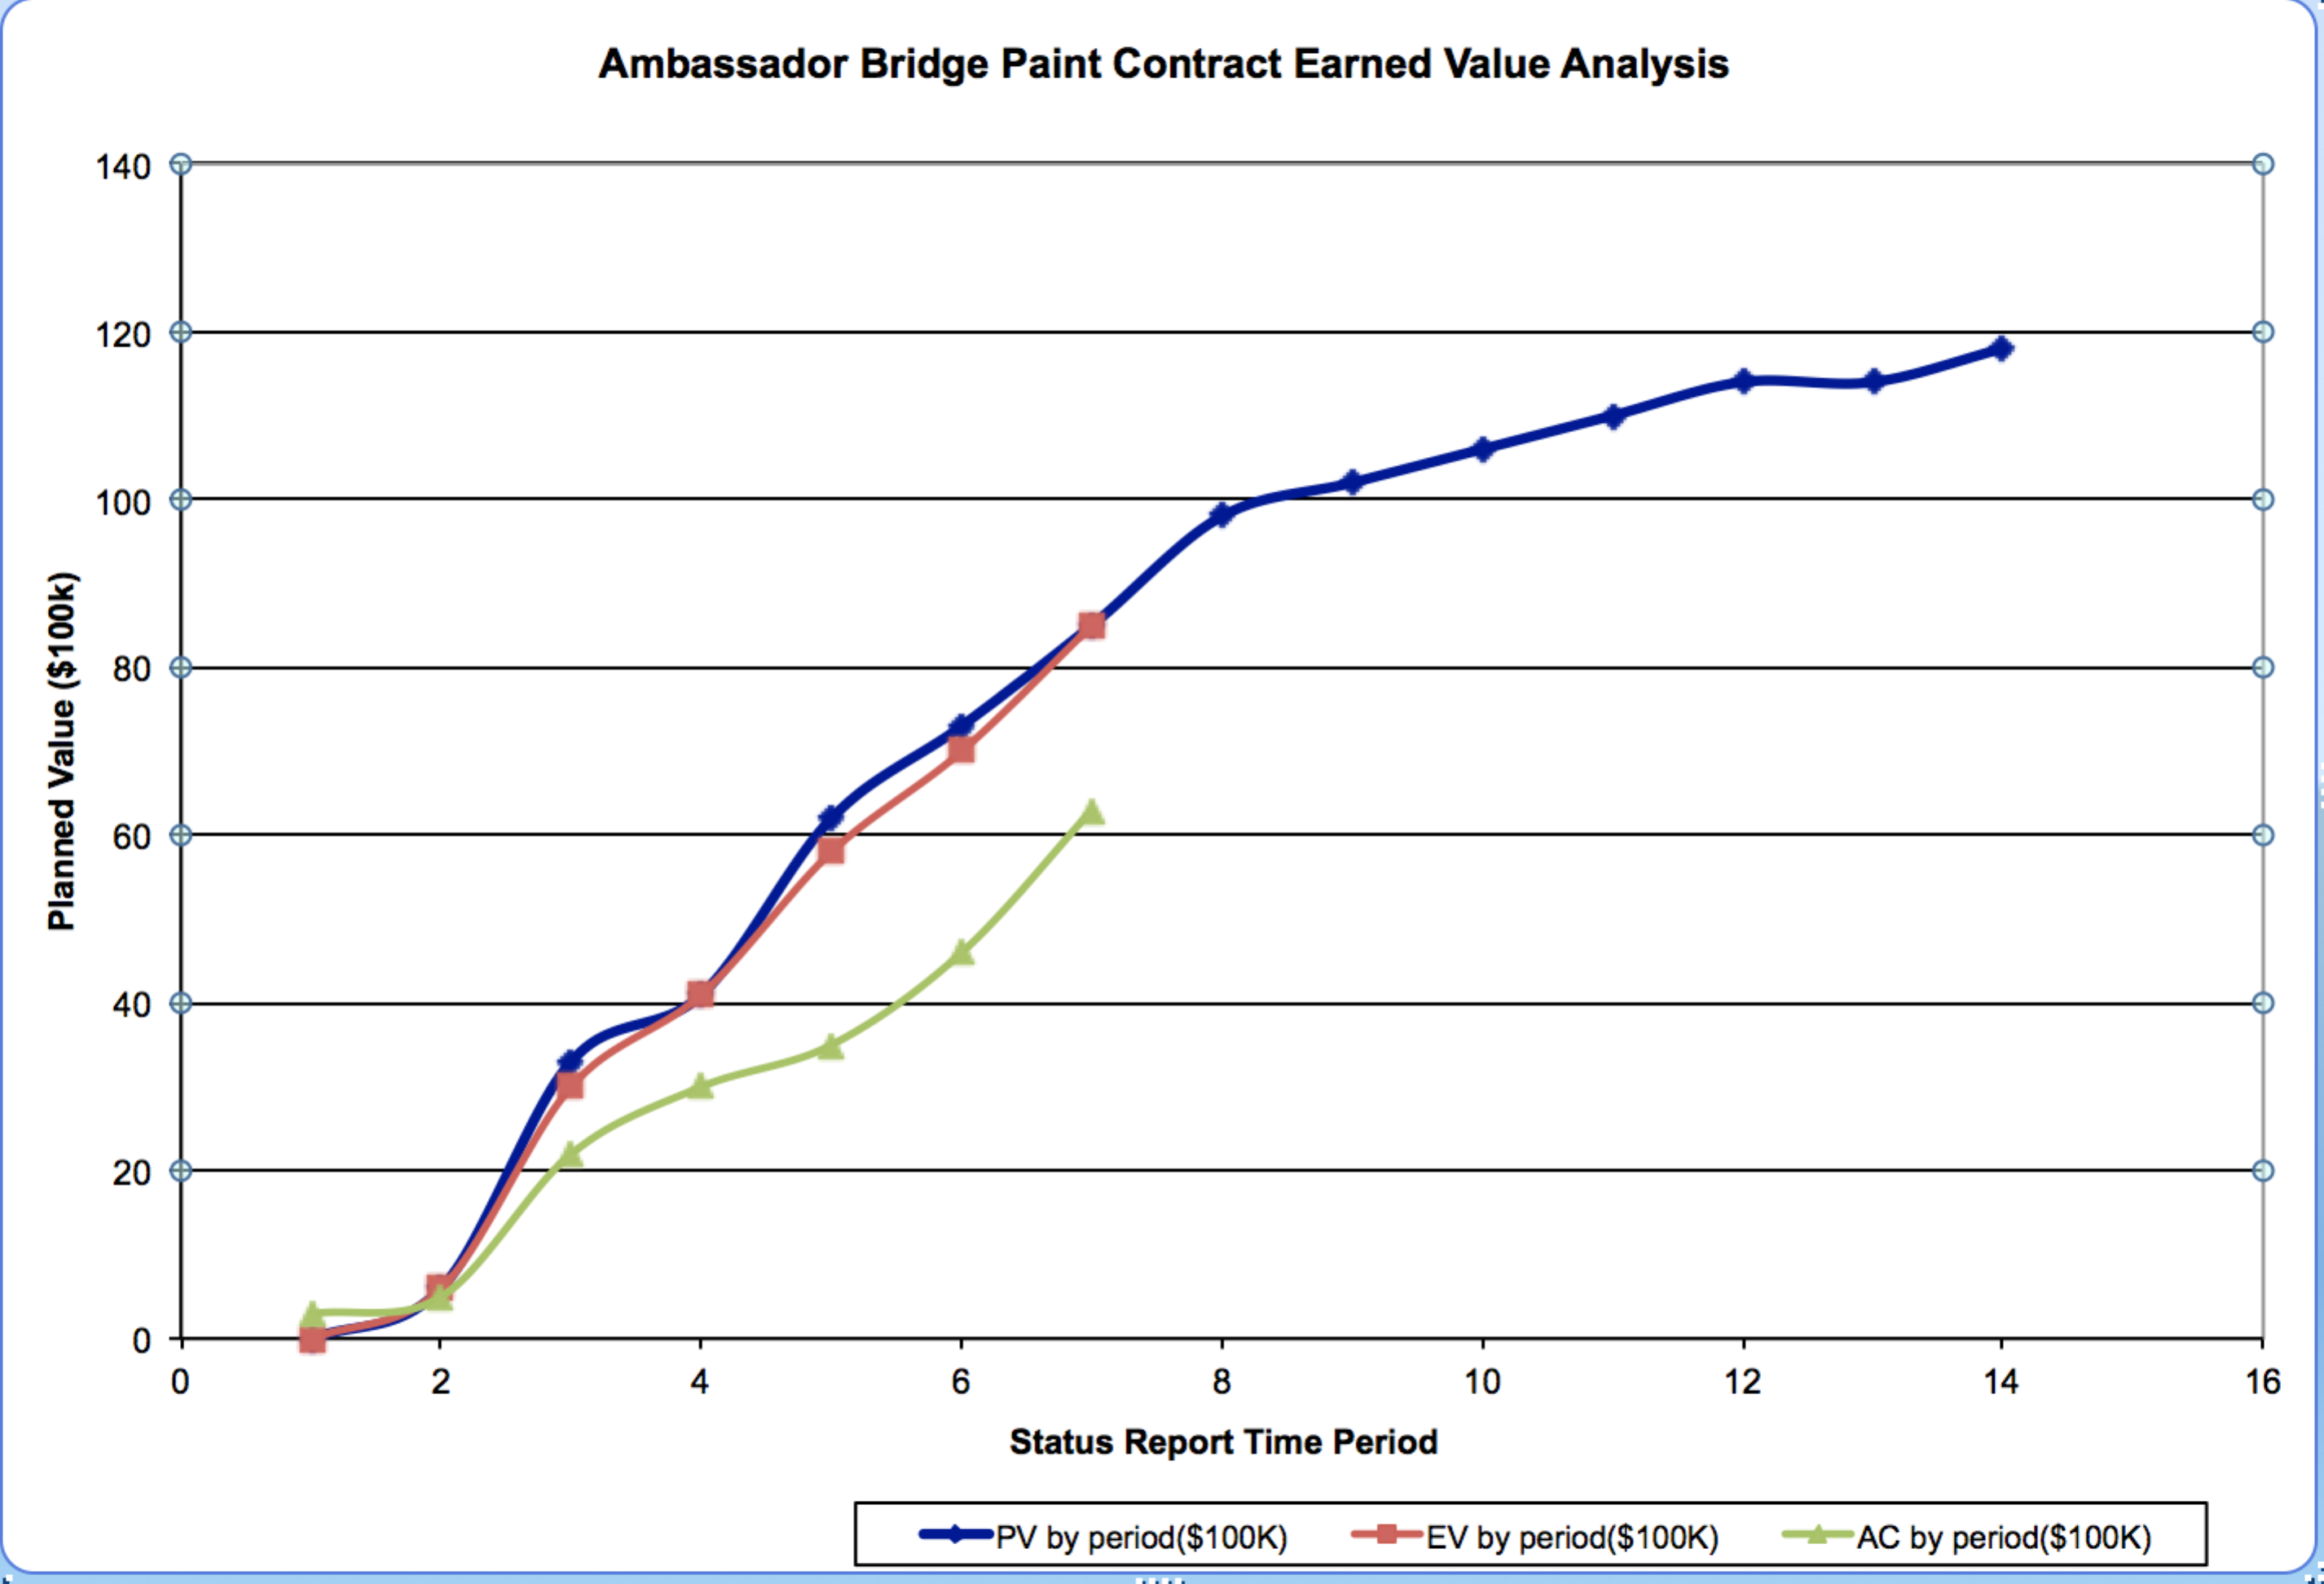 Ambassador Bridge Paint Contract Earned Value Analysis
140
120
100
80
60
40
20
0
Planned Value ($100k)
0 2 4 6 8 10 12 14 16
Status Report Time Period
PV by period($100K) EV by period($100K) AC by period($100K)